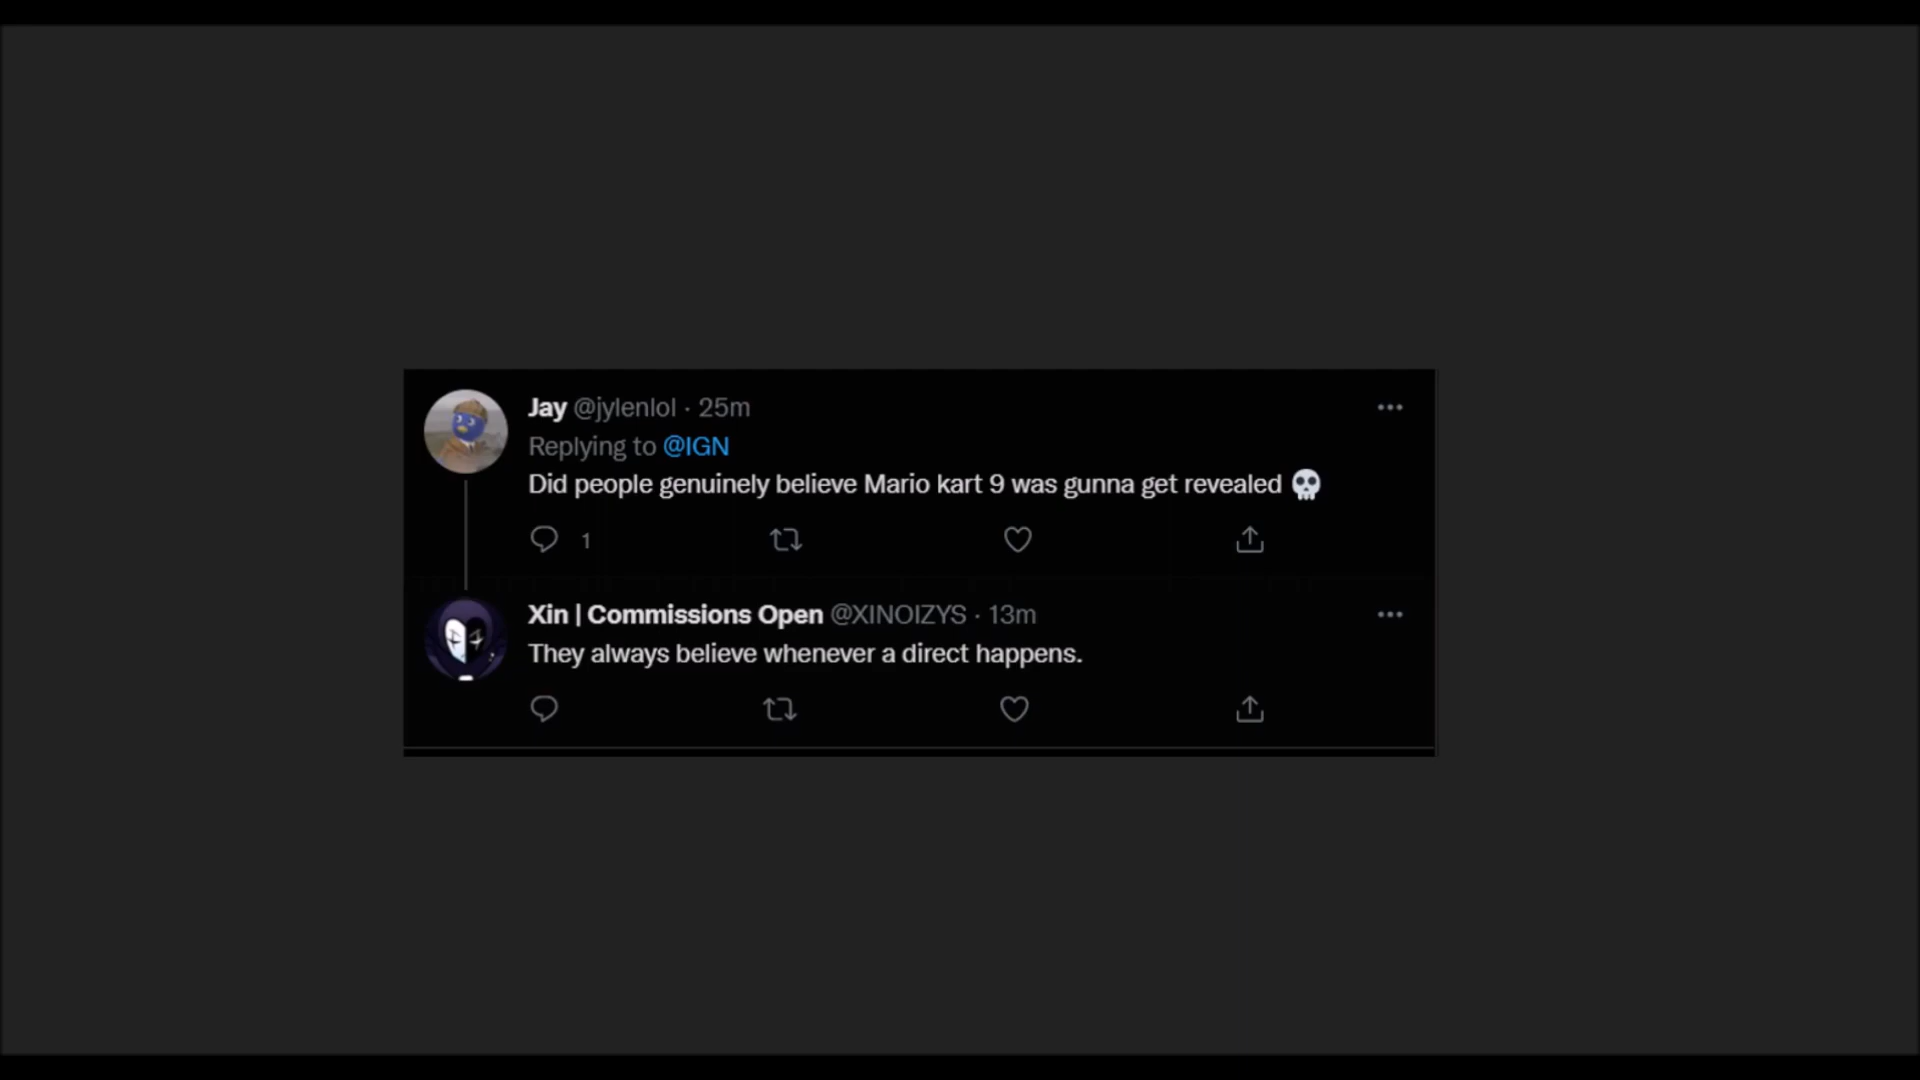 Jay @jylenlol · 25m
Replying to @IGN
Did people genuinely believe Mario kart 9 was gunna get revealed 💀
1
Xin | Commissions Open @XINOIZYS · 13m
They always believe whenever a direct happens.